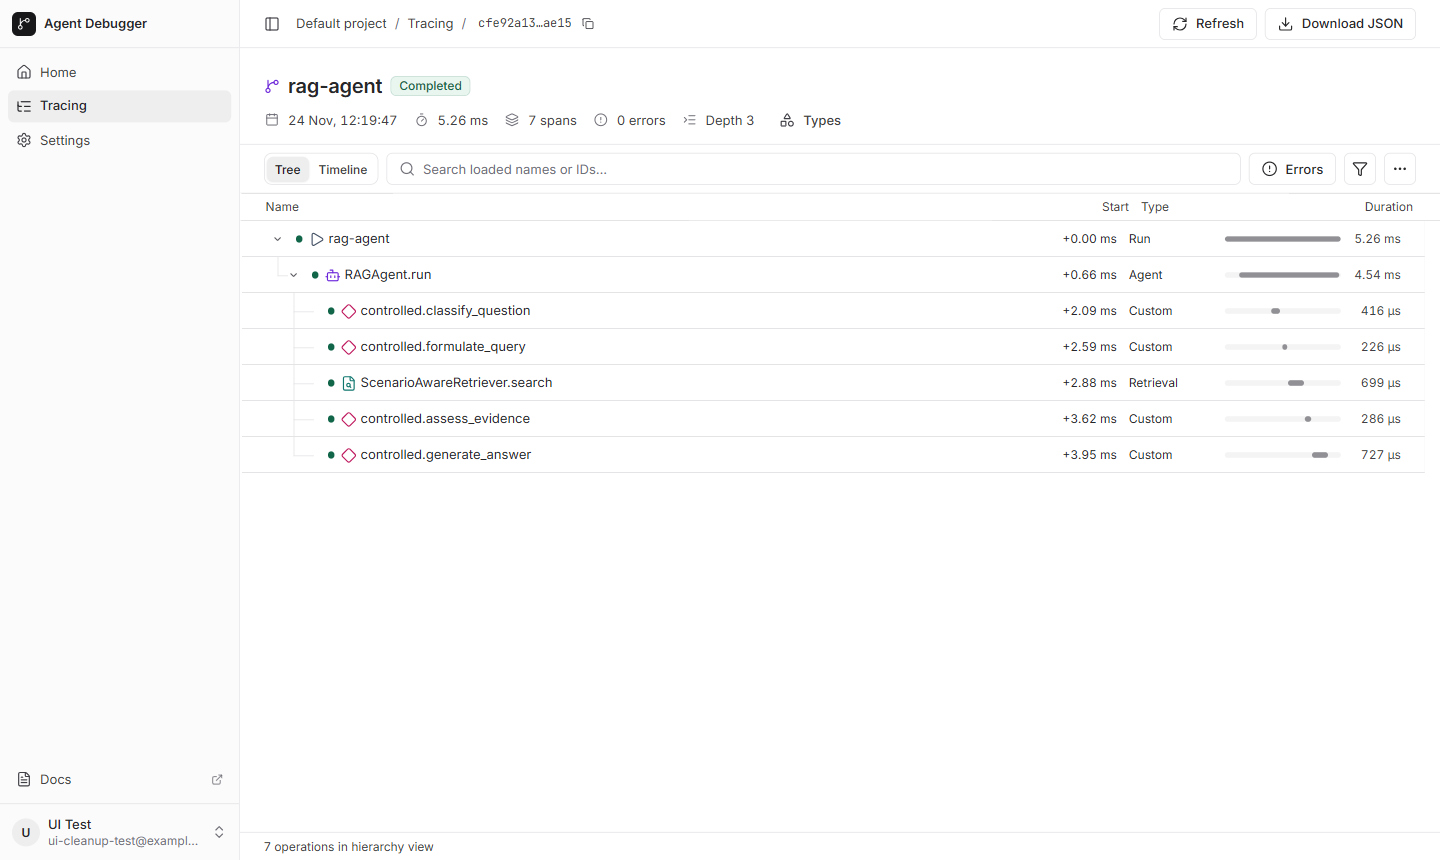 Agent Debugger
Default project / Tracing / cfe92a13…ae15
Refresh
Download JSON
Home
Tracing
Settings
rag-agent Completed
24 Nov, 12:19:47 5.26 ms 7 spans 0 errors Depth 3 Types
Tree Timeline Search loaded names or IDs... Errors
Name Start Type Duration
rag-agent +0.00 ms Run 5.26 ms
RAGAgent.run +0.66 ms Agent 4.54 ms
controlled.classify_question +2.09 ms Custom 416 µs
controlled.formulate_query +2.59 ms Custom 226 µs
ScenarioAwareRetriever.search +2.88 ms Retrieval 699 µs
controlled.assess_evidence +3.62 ms Custom 286 µs
controlled.generate_answer +3.95 ms Custom 727 µs
Docs
U
UI Test
ui-cleanup-test@exampl...
7 operations in hierarchy view